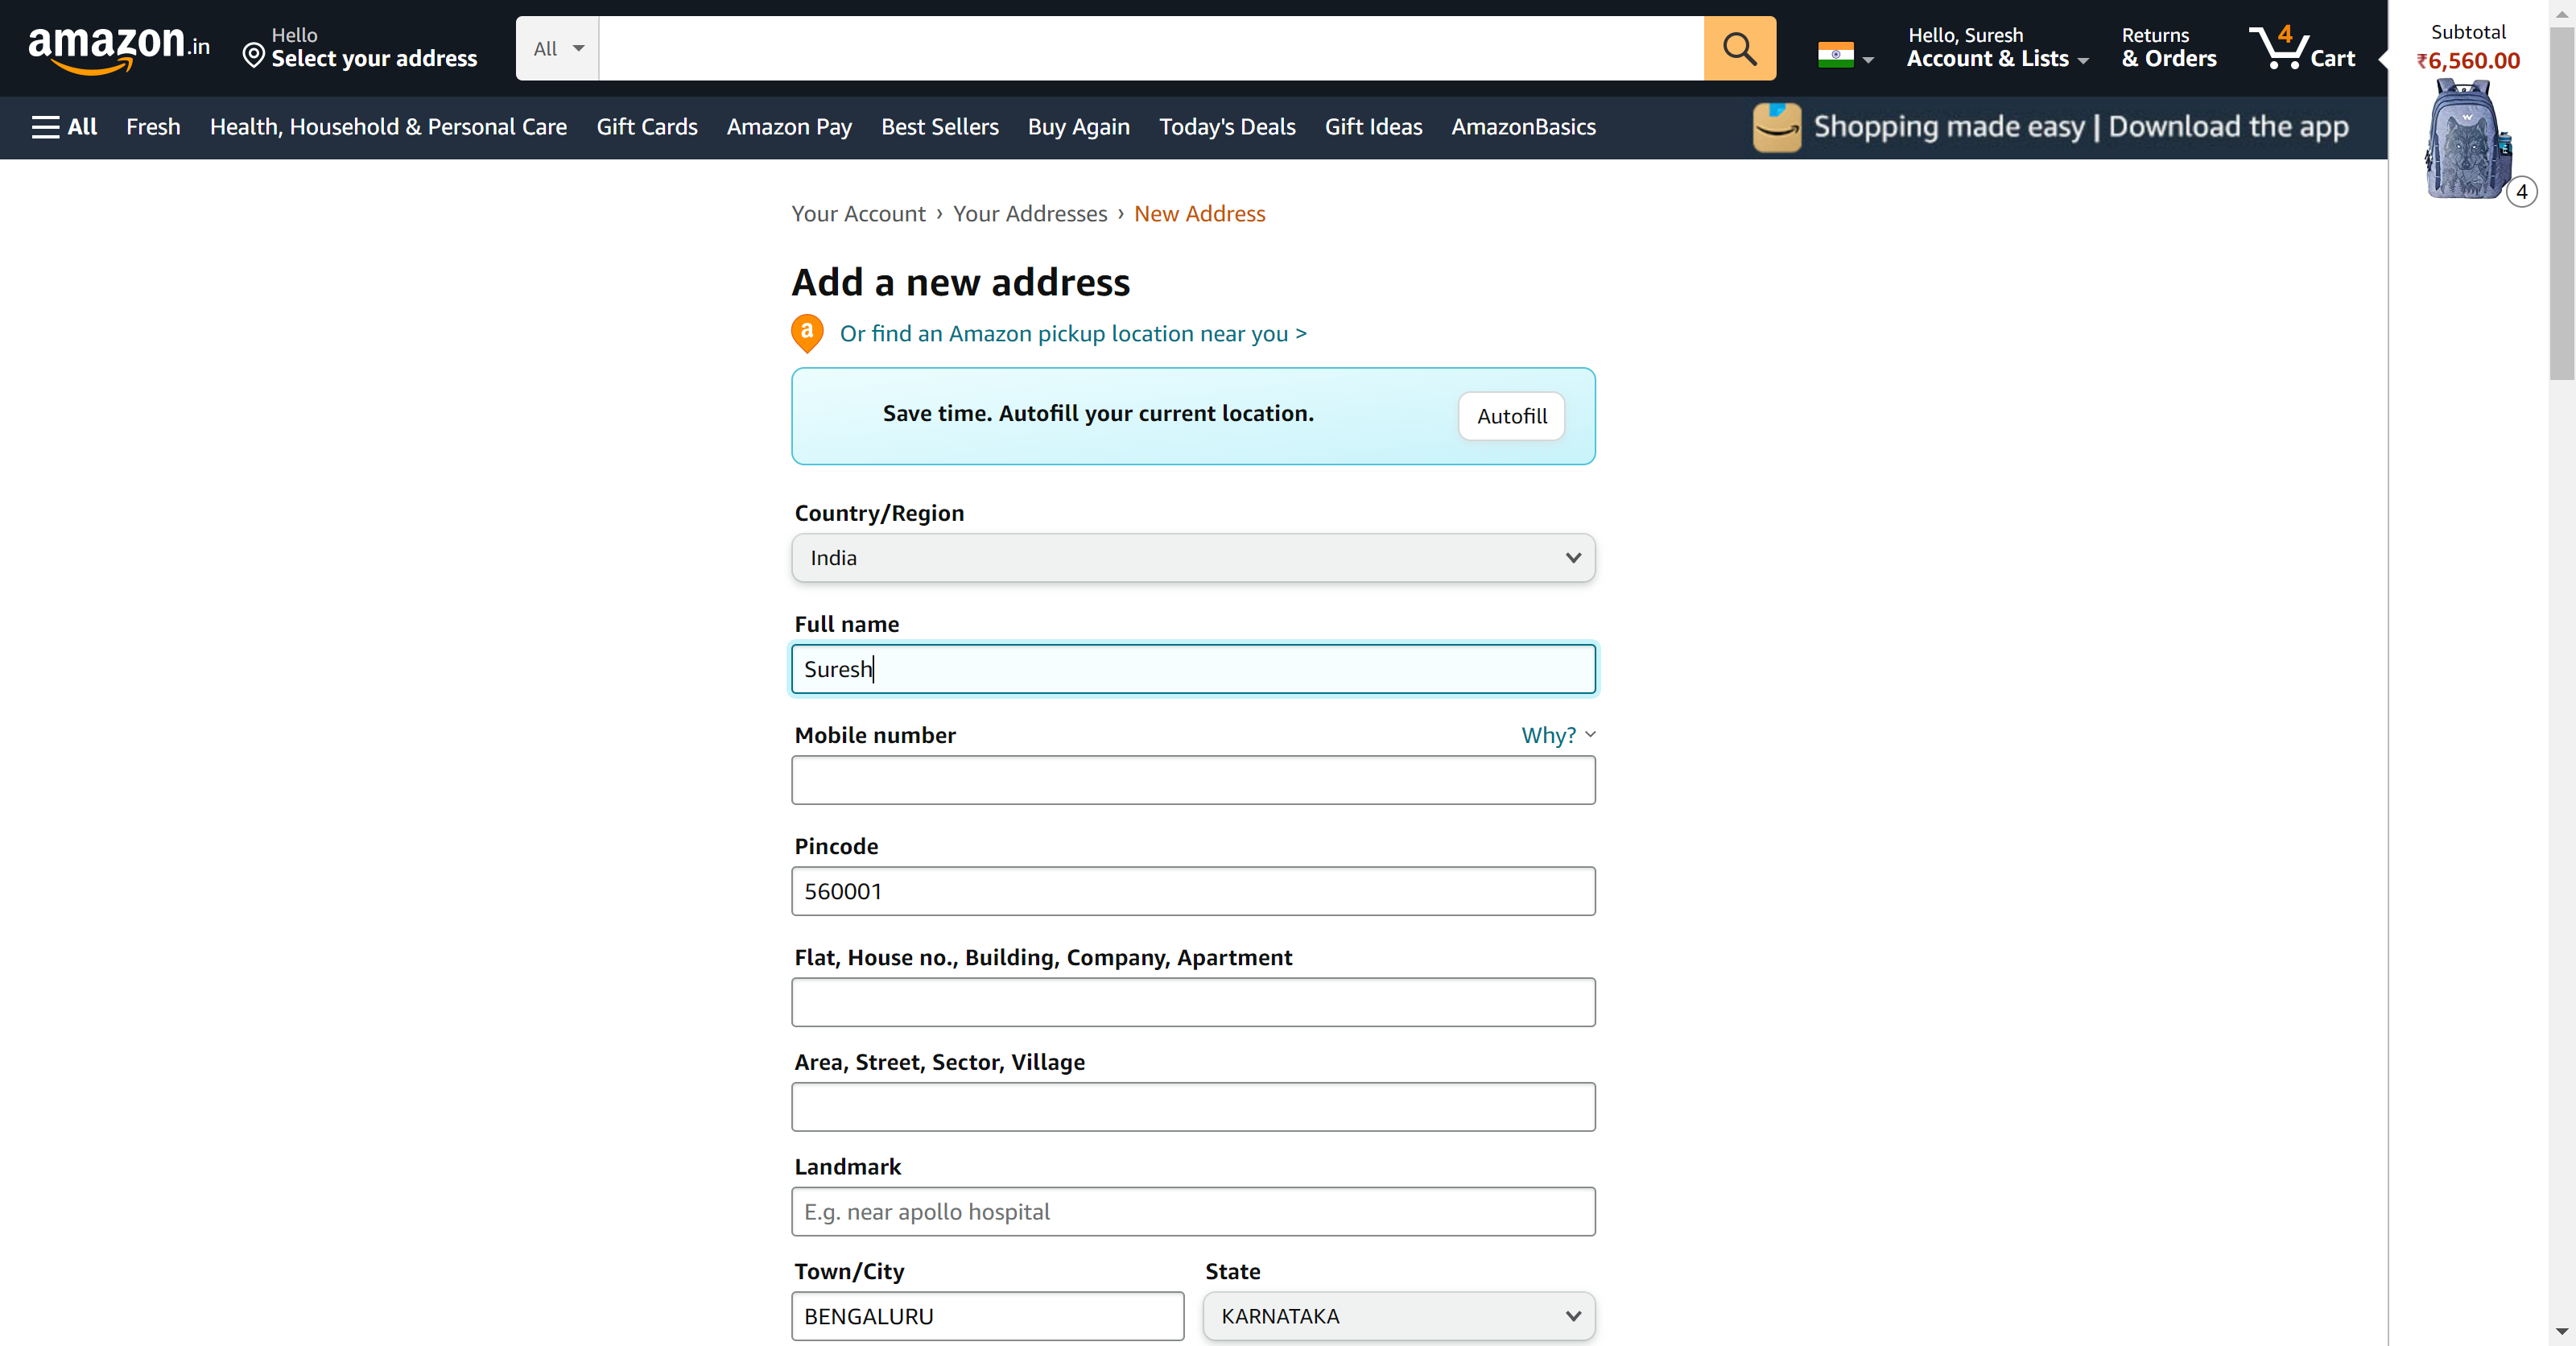 amazon.in
Hello
Select your address
All
Hello, Suresh
Account & Lists
Returns
& Orders
4
Cart
Subtotal
₹6,560.00
4
All
Fresh
Health, Household & Personal Care
Gift Cards
Amazon Pay
Best Sellers
Buy Again
Today's Deals
Gift Ideas
AmazonBasics
Shopping made easy | Download the app
Your Account › Your Addresses › New Address
Add a new address
a
Or find an Amazon pickup location near you >
Save time. Autofill your current location.
Autofill
Country/Region
India
Full name
Suresh
Mobile number
Why?
Pincode
560001
Flat, House no., Building, Company, Apartment
Area, Street, Sector, Village
Landmark
E.g. near apollo hospital
Town/City
State
BENGALURU
KARNATAKA